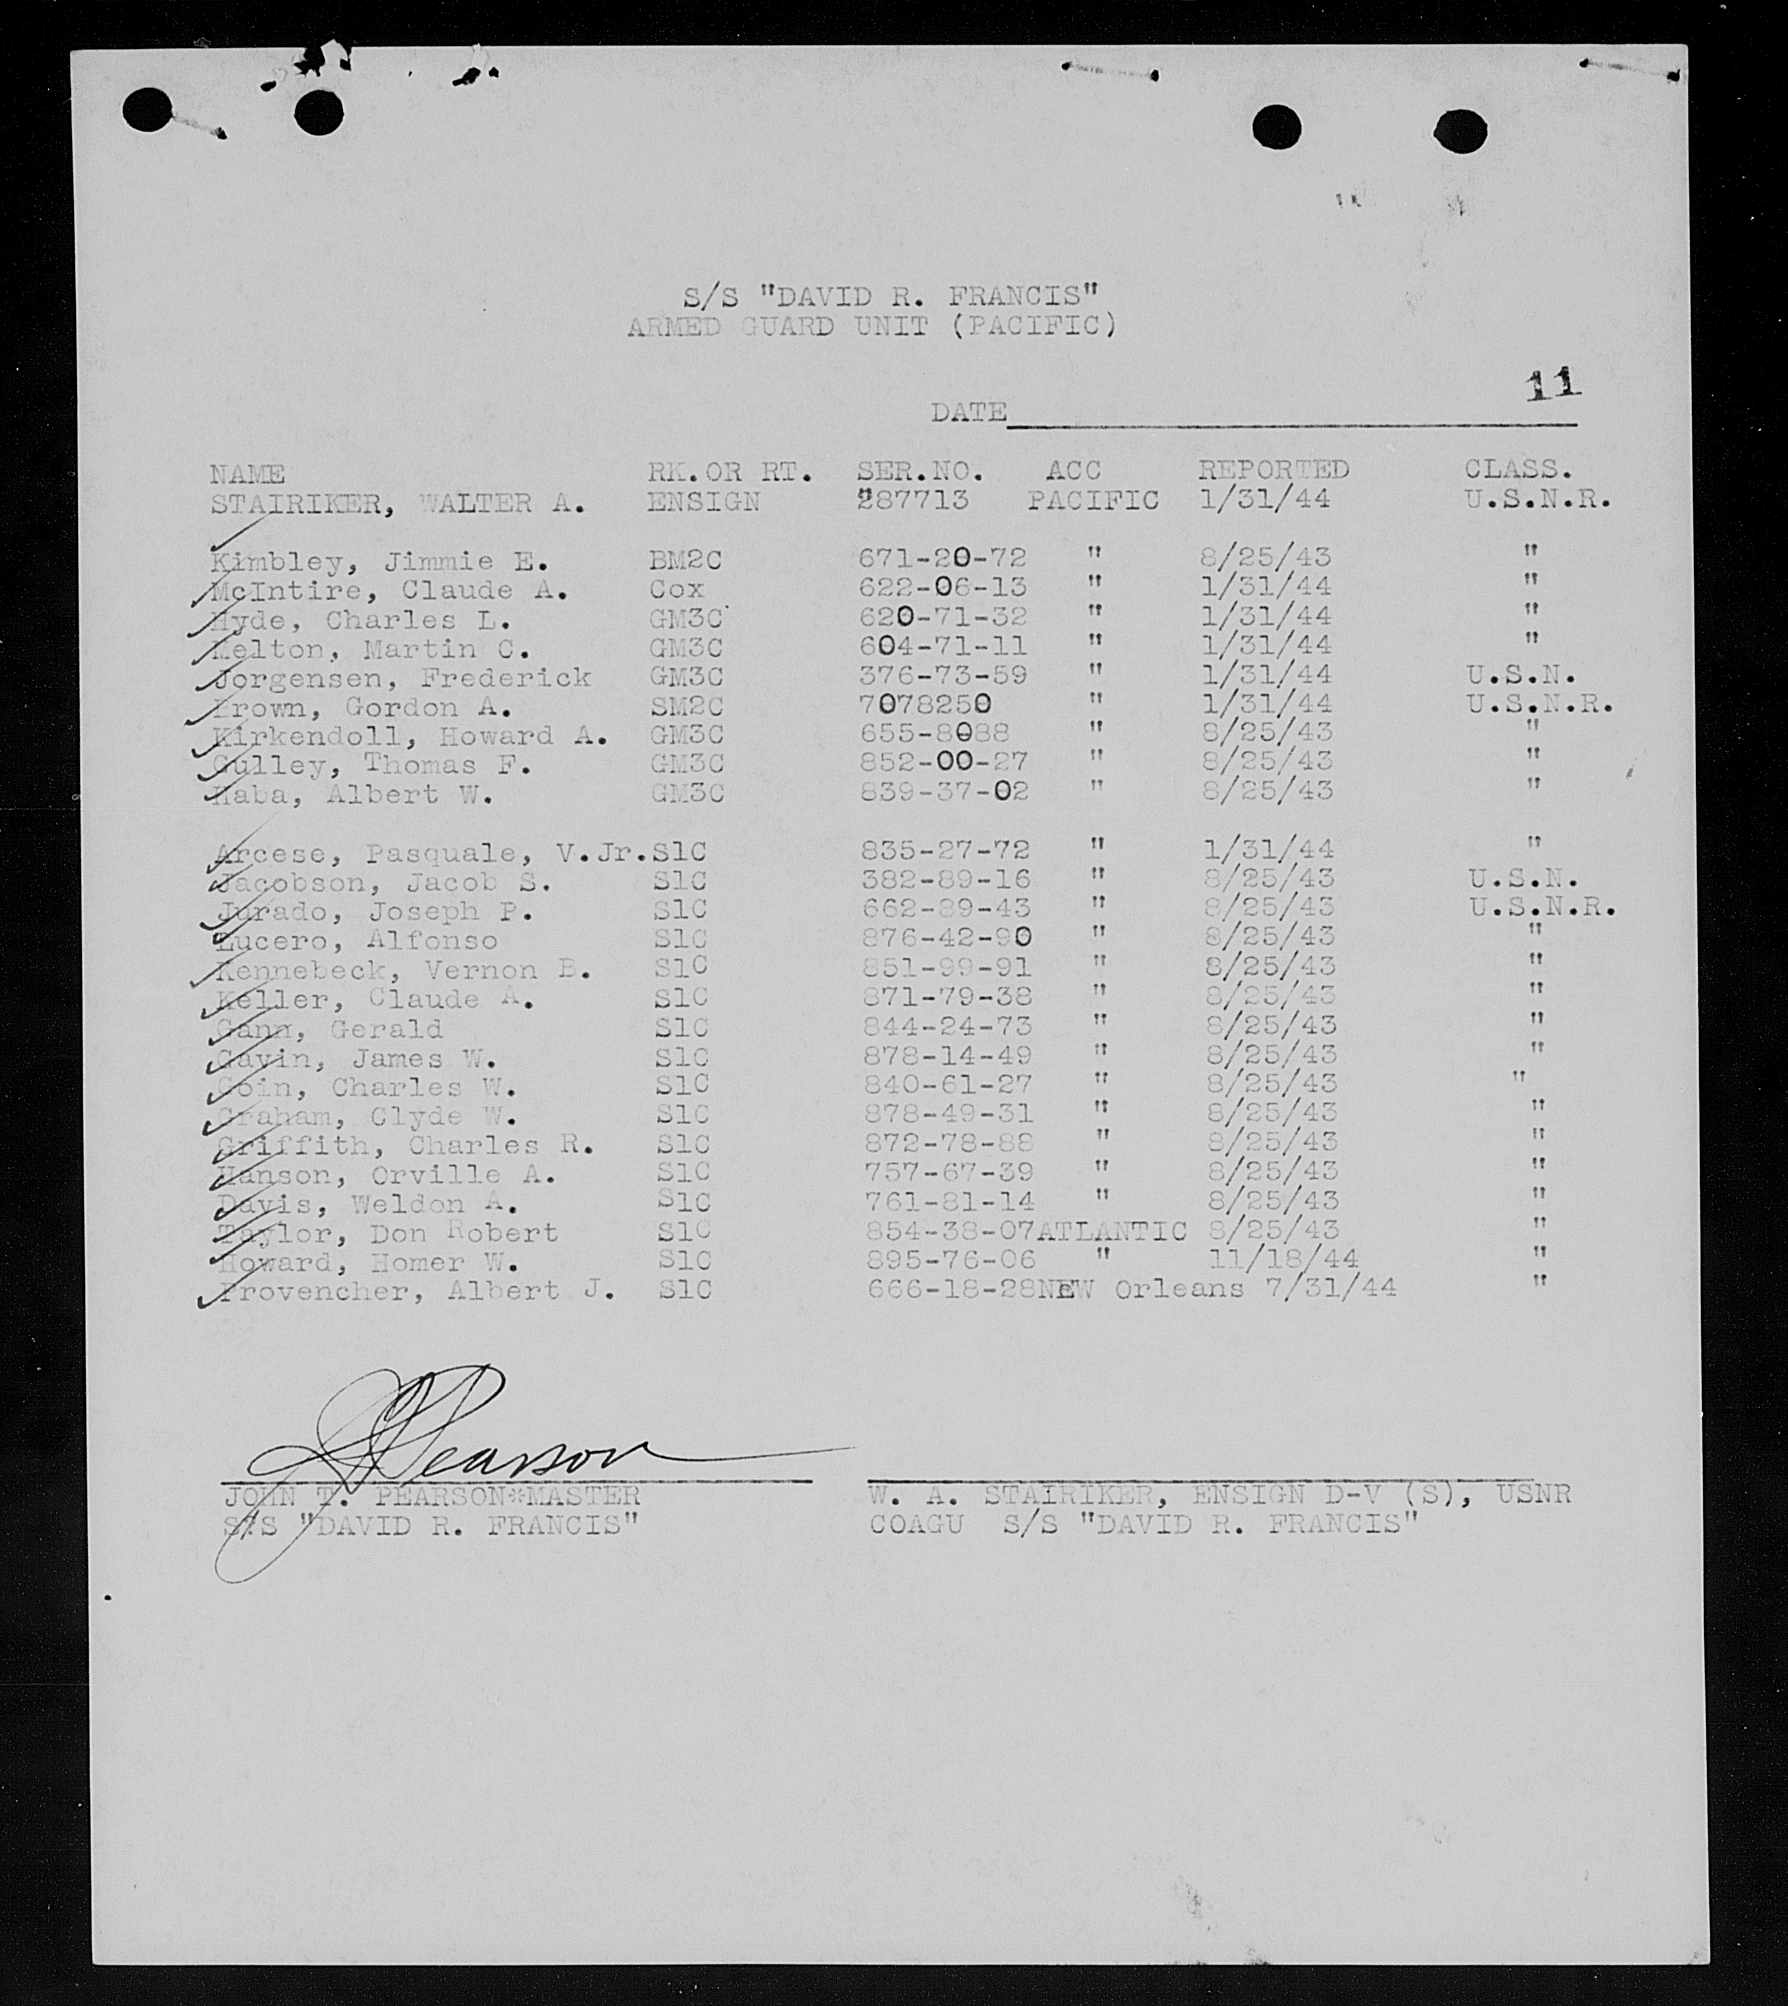 S/S "DAVID R. FRANCIS"
ARMED GUARD UNIT (PACIFIC)
11
DATE
NAME RK.OR RT. SER.NO. ACC REPORTED CLASS.
STAIRIKER, WALTER A. ENSIGN 287713 PACIFIC 1/31/44 U.S.N.R.
Kimbley, Jimmie E. BM2C 671-20-72 " 8/25/43 "
McIntire, Claude A. Cox 622-06-13 " 1/31/44 "
Hyde, Charles L. GM3C 620-71-32 " 1/31/44 "
Melton, Martin C. GM3C 604-71-11 " 1/31/44 "
Jorgensen, Frederick GM3C 376-73-59 " 1/31/44 U.S.N.
Brown, Gordon A. SM2C 7078250 " 1/31/44 U.S.N.R.
Kirkendoll, Howard A. GM3C 655-8088 " 8/25/43 "
Gulley, Thomas F. GM3C 852-00-27 " 8/25/43 "
Kaba, Albert W. GM3C 839-37-02 " 8/25/43 "
Arcese, Pasquale, V.Jr. S1C 835-27-72 " 1/31/44 "
Jacobson, Jacob S. S1C 382-89-16 " 8/25/43 U.S.N.
Jurado, Joseph P. S1C 662-89-43 " 8/25/43 U.S.N.R.
Lucero, Alfonso S1C 876-42-90 " 8/25/43 "
Kennebeck, Vernon B. S1C 851-99-91 " 8/25/43 "
Keller, Claude A. S1C 871-79-38 " 8/25/43 "
Gann, Gerald S1C 844-24-73 " 8/25/43 "
Gavin, James W. S1C 878-14-49 " 8/25/43 "
Goin, Charles W. S1C 840-61-27 " 8/25/43 "
Graham, Clyde W. S1C 878-49-31 " 8/25/43 "
Griffith, Charles R. S1C 872-78-88 " 8/25/43 "
Hanson, Orville A. S1C 757-67-39 " 8/25/43 "
Davis, Weldon A. S1C 761-81-14 " 8/25/43 "
Taylor, Don Robert S1C 854-38-07 ATLANTIC 8/25/43 "
Howard, Homer W. S1C 895-76-06 " 11/18/44 "
Provencher, Albert J. S1C 666-18-28 NEW Orleans 7/31/44 "
Pearson
JOHN T. PEARSON*MASTER W. A. STAIRIKER, ENSIGN D-V (S), USNR
S/S "DAVID R. FRANCIS" COAGU S/S "DAVID R. FRANCIS"